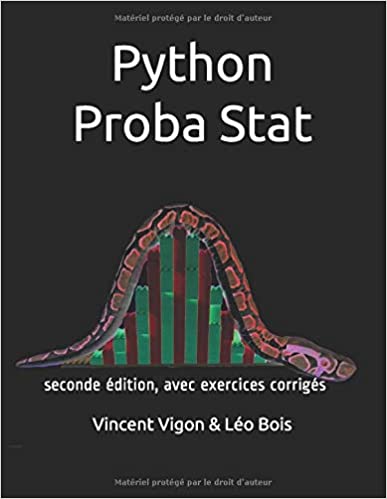 Matériel protégé par le droit d'auteur
Python
Proba Stat
seconde édition, avec exercices corrigés
Vincent Vigon & Léo Bois
Matériel protégé par le droit d'auteur